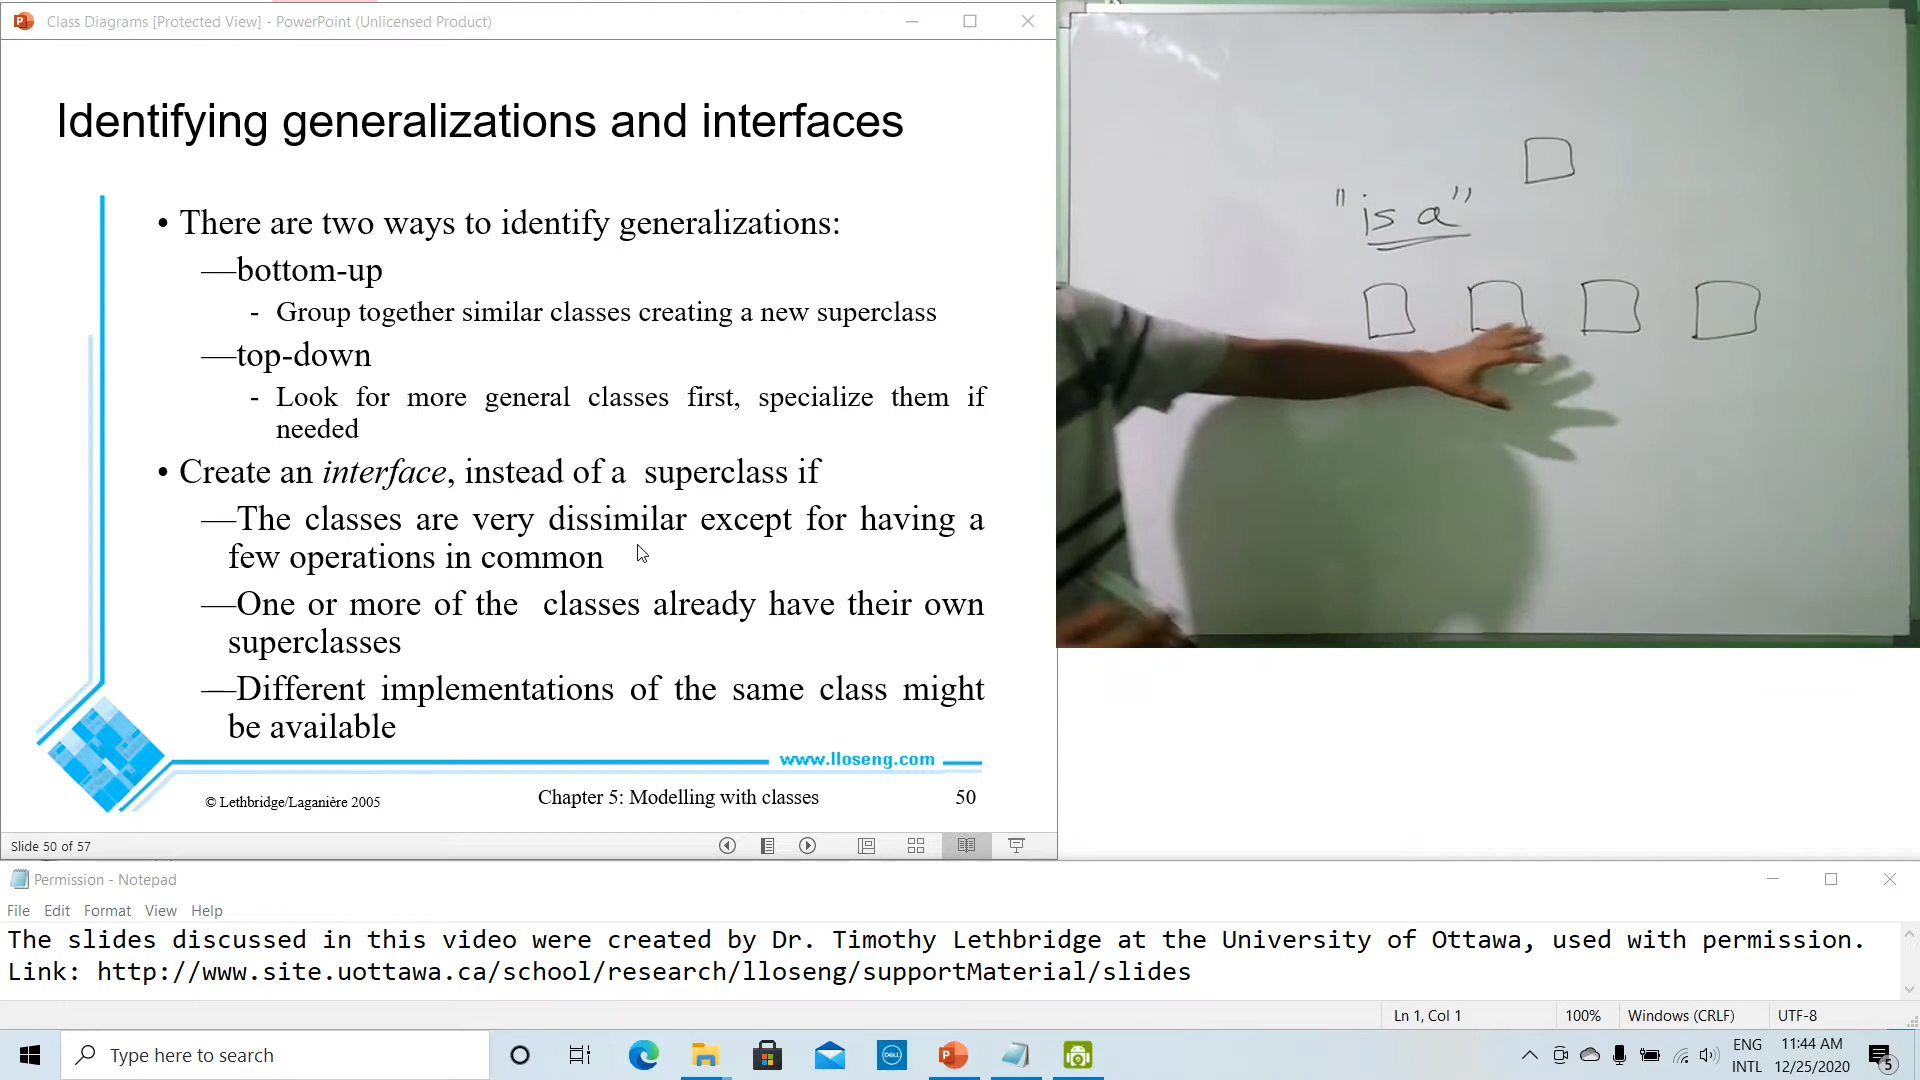 Class Diagrams [Protected View] - PowerPoint (Unlicensed Product)
Identifying generalizations and interfaces
• There are two ways to identify generalizations:
—bottom-up
- Group together similar classes creating a new superclass
—top-down
- Look for more general classes first, specialize them if
needed
• Create an interface, instead of a superclass if
—The classes are very dissimilar except for having a
few operations in common
—One or more of the classes already have their own
superclasses
—Different implementations of the same class might
be available
www.lloseng.com
© Lethbridge/Laganière 2005
Chapter 5: Modelling with classes
50
Slide 50 of 57
"is a"
Permission - Notepad
File Edit Format View Help
The slides discussed in this video were created by Dr. Timothy Lethbridge at the University of Ottawa, used with permission.
Link: http://www.site.uottawa.ca/school/research/lloseng/supportMaterial/slides
Ln 1, Col 1
100%
Windows (CRLF)
UTF-8
Type here to search
DELL
ENG
INTL
11:44 AM
12/25/2020
5